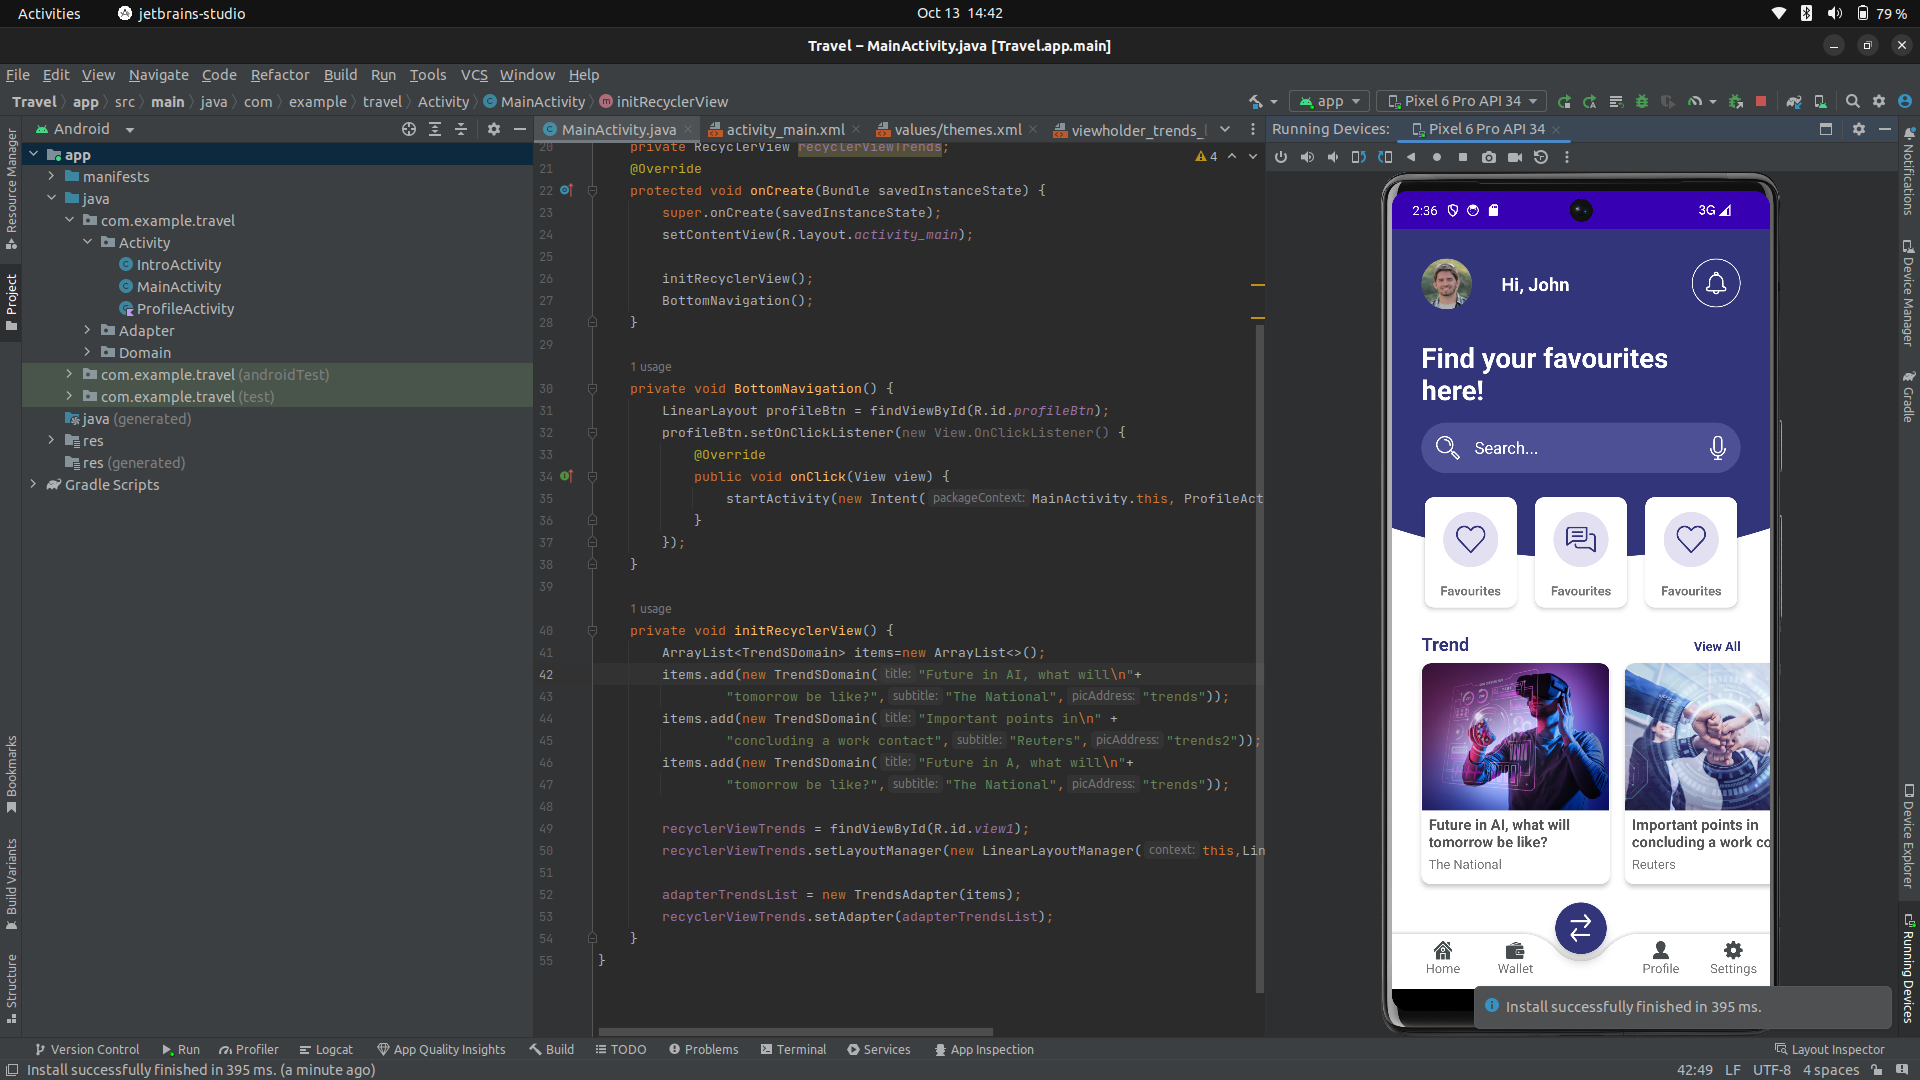 Activities
jetbrains-studio
Oct 13 14:42
79 %
Travel – MainActivity.java [Travel.app.main]
File Edit View Navigate Code Refactor Build Run Tools VCS Window Help
Travel app src main java com example travel Activity MainActivity initRecyclerView
app
Pixel 6 Pro API 34
Android
MainActivity.java
activity_main.xml
values/themes.xml
viewholder_trends_l
Running Devices:
Pixel 6 Pro API 34
Resource Manager
Project
Bookmarks
Build Variants
Structure
app
manifests
java
com.example.travel
Activity
IntroActivity
MainActivity
ProfileActivity
Adapter
Domain
com.example.travel (androidTest)
com.example.travel (test)
java (generated)
res
res (generated)
Gradle Scripts
4
20 private RecyclerView recyclerViewTrends;
21 @Override
22 protected void onCreate(Bundle savedInstanceState) {
23 super.onCreate(savedInstanceState);
24 setContentView(R.layout.activity_main);
25
26 initRecyclerView();
27 BottomNavigation();
28 }
29
1 usage
30 private void BottomNavigation() {
31 LinearLayout profileBtn = findViewById(R.id.profileBtn);
32 profileBtn.setOnClickListener(new View.OnClickListener() {
33 @Override
34 public void onClick(View view) {
35 startActivity(new Intent( packageContext: MainActivity.this, ProfileAct
36 }
37 });
38 }
39
1 usage
40 private void initRecyclerView() {
41 ArrayList<TrendSDomain> items=new ArrayList<>();
42 items.add(new TrendSDomain( title: "Future in AI, what will\n"+
43 "tomorrow be like?", subtitle: "The National", picAddress: "trends"));
44 items.add(new TrendSDomain( title: "Important points in\n" +
45 "concluding a work contact", subtitle: "Reuters", picAddress: "trends2"));
46 items.add(new TrendSDomain( title: "Future in A, what will\n"+
47 "tomorrow be like?", subtitle: "The National", picAddress: "trends"));
48
49 recyclerViewTrends = findViewById(R.id.view1);
50 recyclerViewTrends.setLayoutManager(new LinearLayoutManager( context: this,Lin
51
52 adapterTrendsList = new TrendsAdapter(items);
53 recyclerViewTrends.setAdapter(adapterTrendsList);
54 }
55 }
2:36
3G
Hi, John
Find your favourites
here!
Search...
Favourites
Favourites
Favourites
Trend
View All
Future in AI, what will
tomorrow be like?
The National
Important points in
concluding a work co
Reuters
Home
Wallet
Profile
Settings
Install successfully finished in 395 ms.
Notifications
Device Manager
Gradle
Device Explorer
Running Devices
Version Control Run Profiler Logcat App Quality Insights Build TODO Problems Terminal Services App Inspection
Layout Inspector
Install successfully finished in 395 ms. (a minute ago)
42:49 LF UTF-8 4 spaces